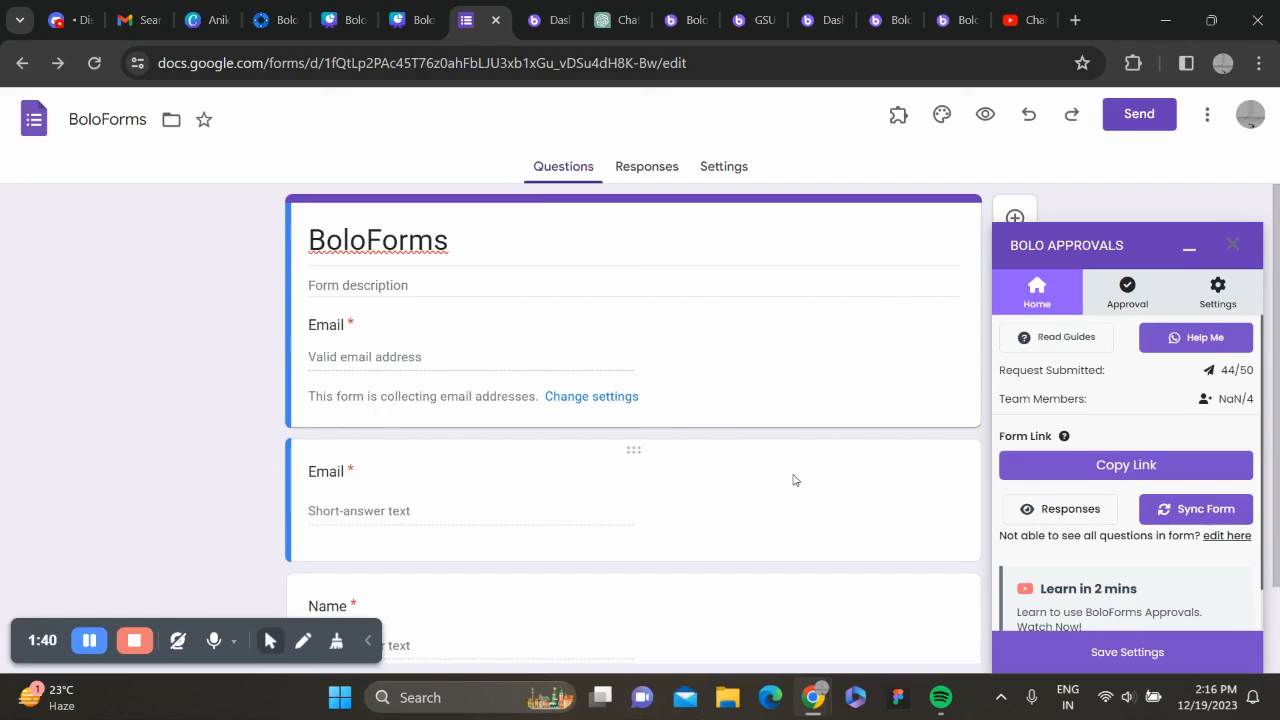 Dis
Sear
Anik
Bolo
Bolo
Bolo
Dash
Chat
Bolo
GSU
Dash
Bolo
Bolo
Cha
docs.google.com/forms/d/1fQtLp2PAc45T76z0ahFbLJU3xb1xGu_vDSu4dH8K-Bw/edit
BoloForms
Send
Questions
Responses
Settings
BoloForms
Form description
Email *
Valid email address
This form is collecting email addresses. Change settings
Email *
Short-answer text
Name *
rt text
BOLO APPROVALS
Home
Approval
Settings
Read Guides
Help Me
Request Submitted: 44/50
Team Members: NaN/4
Form Link
Copy Link
Responses
Sync Form
Not able to see all questions in form? edit here
Learn in 2 mins
Learn to use BoloForms Approvals.
Watch Now!
Save Settings
1:40
1
23°C
Haze
Search
ENG
IN
2:16 PM
12/19/2023